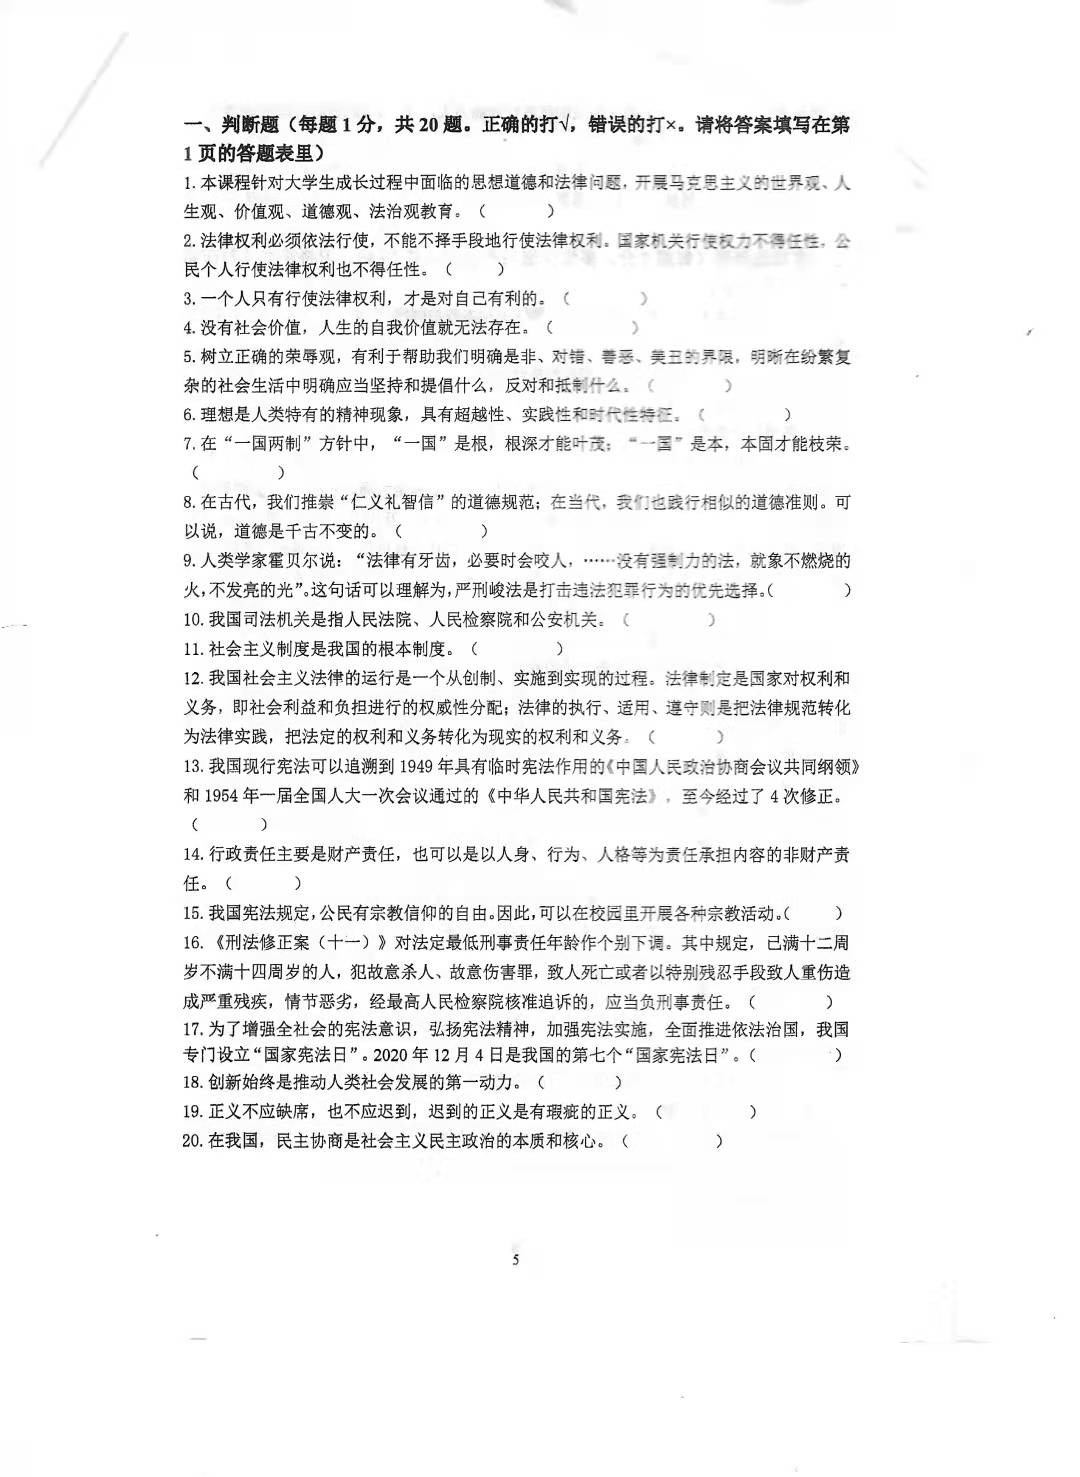 一、判断题（每题 1 分，共 20 题。正确的打√，错误的打×。请将答案填写在第
1 页的答题表里）
1. 本课程针对大学生成长过程中面临的思想道德和法律问题，开展马克思主义的世界观、人
生观、价值观、道德观、法治观教育。（ ）
2. 法律权利必须依法行使，不能不择手段地行使法律权利。国家机关行使权力不得任性，公
民个人行使法律权利也不得任性。（ ）
3. 一个人只有行使法律权利，才是对自己有利的。（ ）
4. 没有社会价值，人生的自我价值就无法存在。（ ）
5. 树立正确的荣辱观，有利于帮助我们明确是非、对错、善恶、美丑的界限，明晰在纷繁复
杂的社会生活中明确应当坚持和提倡什么，反对和抵制什么。（ ）
6. 理想是人类特有的精神现象，具有超越性、实践性和时代性特征。（ ）
7. 在“一国两制”方针中，“一国”是根，根深才能叶茂；“一国”是本，本固才能枝荣。
（ ）
8. 在古代，我们推崇“仁义礼智信”的道德规范；在当代，我们也践行相似的道德准则。可
以说，道德是千古不变的。（ ）
9. 人类学家霍贝尔说：“法律有牙齿，必要时会咬人，……没有强制力的法，就象不燃烧的
火，不发亮的光”。这句话可以理解为，严刑峻法是打击违法犯罪行为的优先选择。（ ）
10. 我国司法机关是指人民法院、人民检察院和公安机关。（ ）
11. 社会主义制度是我国的根本制度。（ ）
12. 我国社会主义法律的运行是一个从创制、实施到实现的过程。法律制定是国家对权利和
义务，即社会利益和负担进行的权威性分配；法律的执行、适用、遵守则是把法律规范转化
为法律实践，把法定的权利和义务转化为现实的权利和义务。（ ）
13. 我国现行宪法可以追溯到 1949 年具有临时宪法作用的《中国人民政治协商会议共同纲领》
和 1954 年一届全国人大一次会议通过的《中华人民共和国宪法》，至今经过了 4 次修正。
（ ）
14. 行政责任主要是财产责任，也可以是以人身、行为、人格等为责任承担内容的非财产责
任。（ ）
15. 我国宪法规定，公民有宗教信仰的自由。因此，可以在校园里开展各种宗教活动。（ ）
16. 《刑法修正案（十一）》对法定最低刑事责任年龄作个别下调。其中规定，已满十二周
岁不满十四周岁的人，犯故意杀人、故意伤害罪，致人死亡或者以特别残忍手段致人重伤造
成严重残疾，情节恶劣，经最高人民检察院核准追诉的，应当负刑事责任。（ ）
17. 为了增强全社会的宪法意识，弘扬宪法精神，加强宪法实施，全面推进依法治国，我国
专门设立“国家宪法日”。2020 年 12 月 4 日是我国的第七个“国家宪法日”。（ ）
18. 创新始终是推动人类社会发展的第一动力。（ ）
19. 正义不应缺席，也不应迟到，迟到的正义是有瑕疵的正义。（ ）
20. 在我国，民主协商是社会主义民主政治的本质和核心。（ ）
5